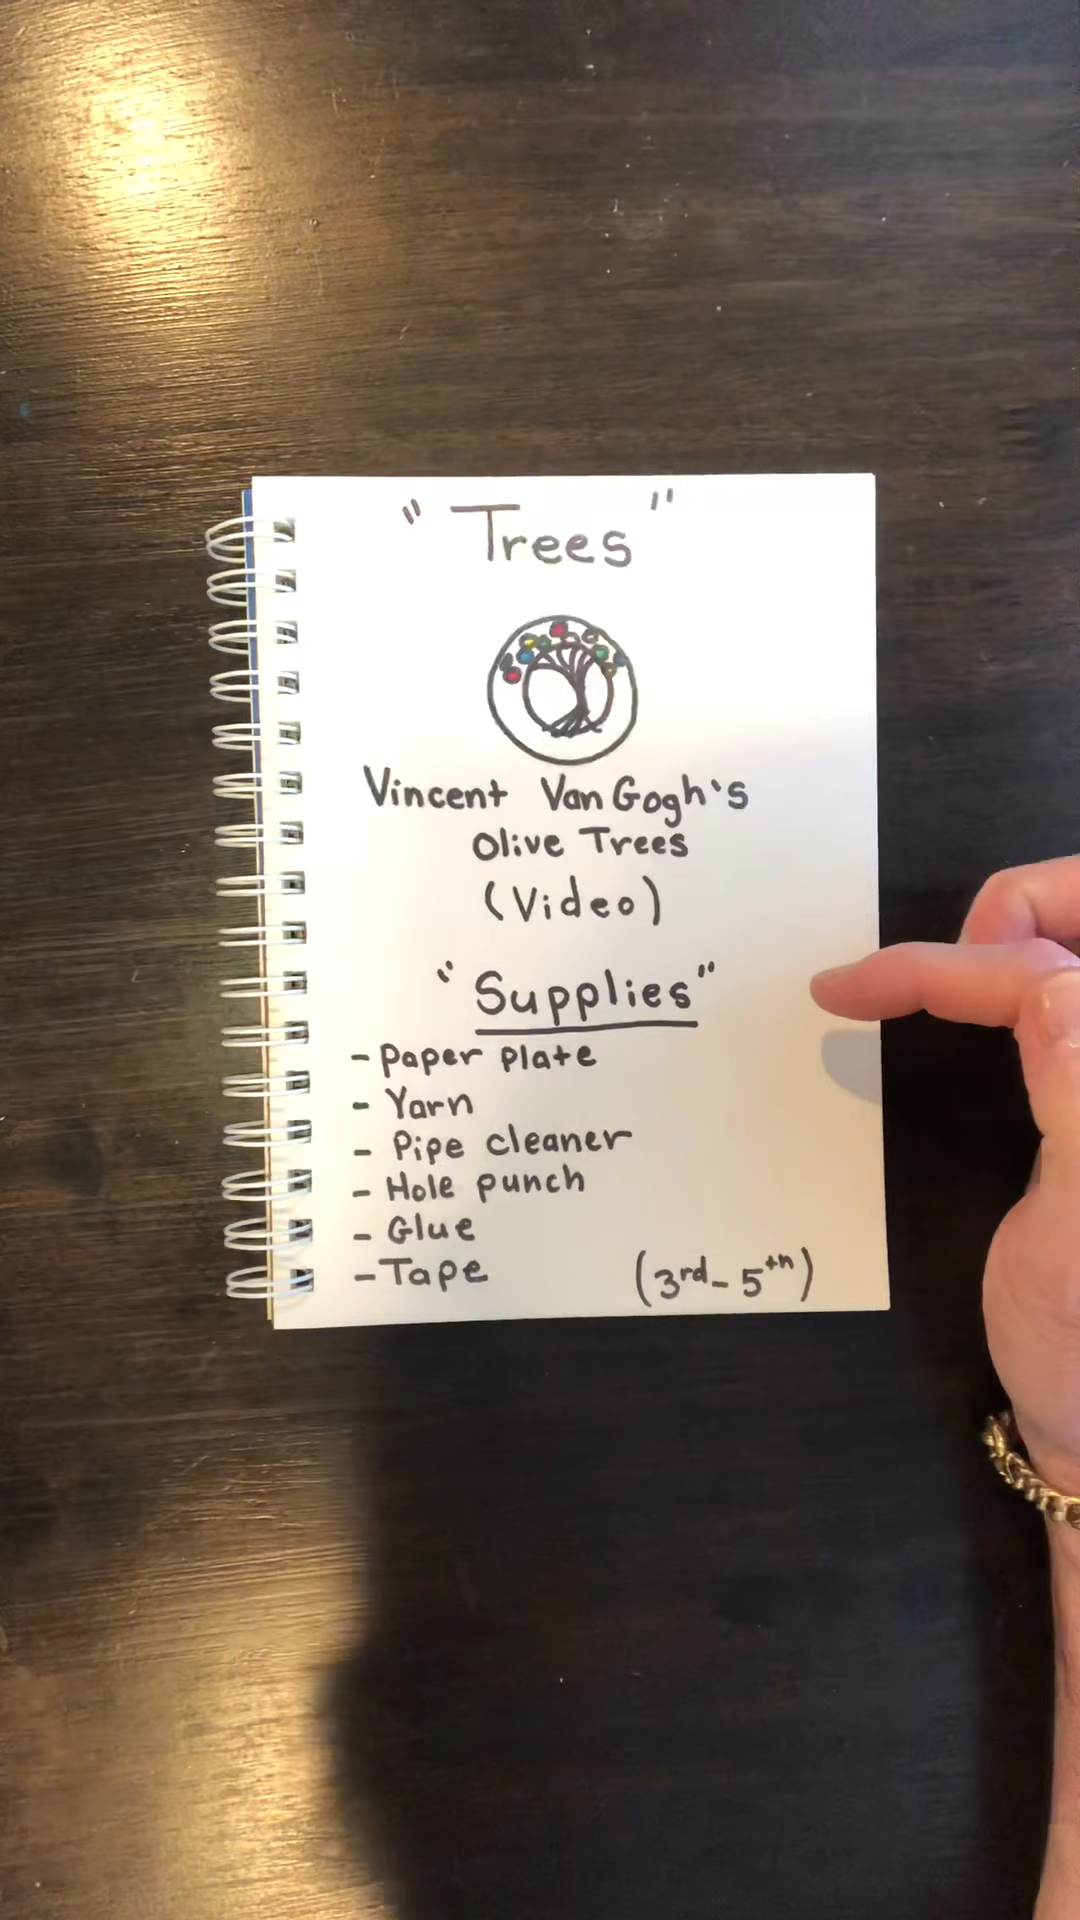 "Trees"
Vincent Van Gogh's
Olive Trees
(Video)
"Supplies"
- Paper plate
- Yarn
- Pipe cleaner
- Hole punch
- Glue
- Tape (3rd - 5th)